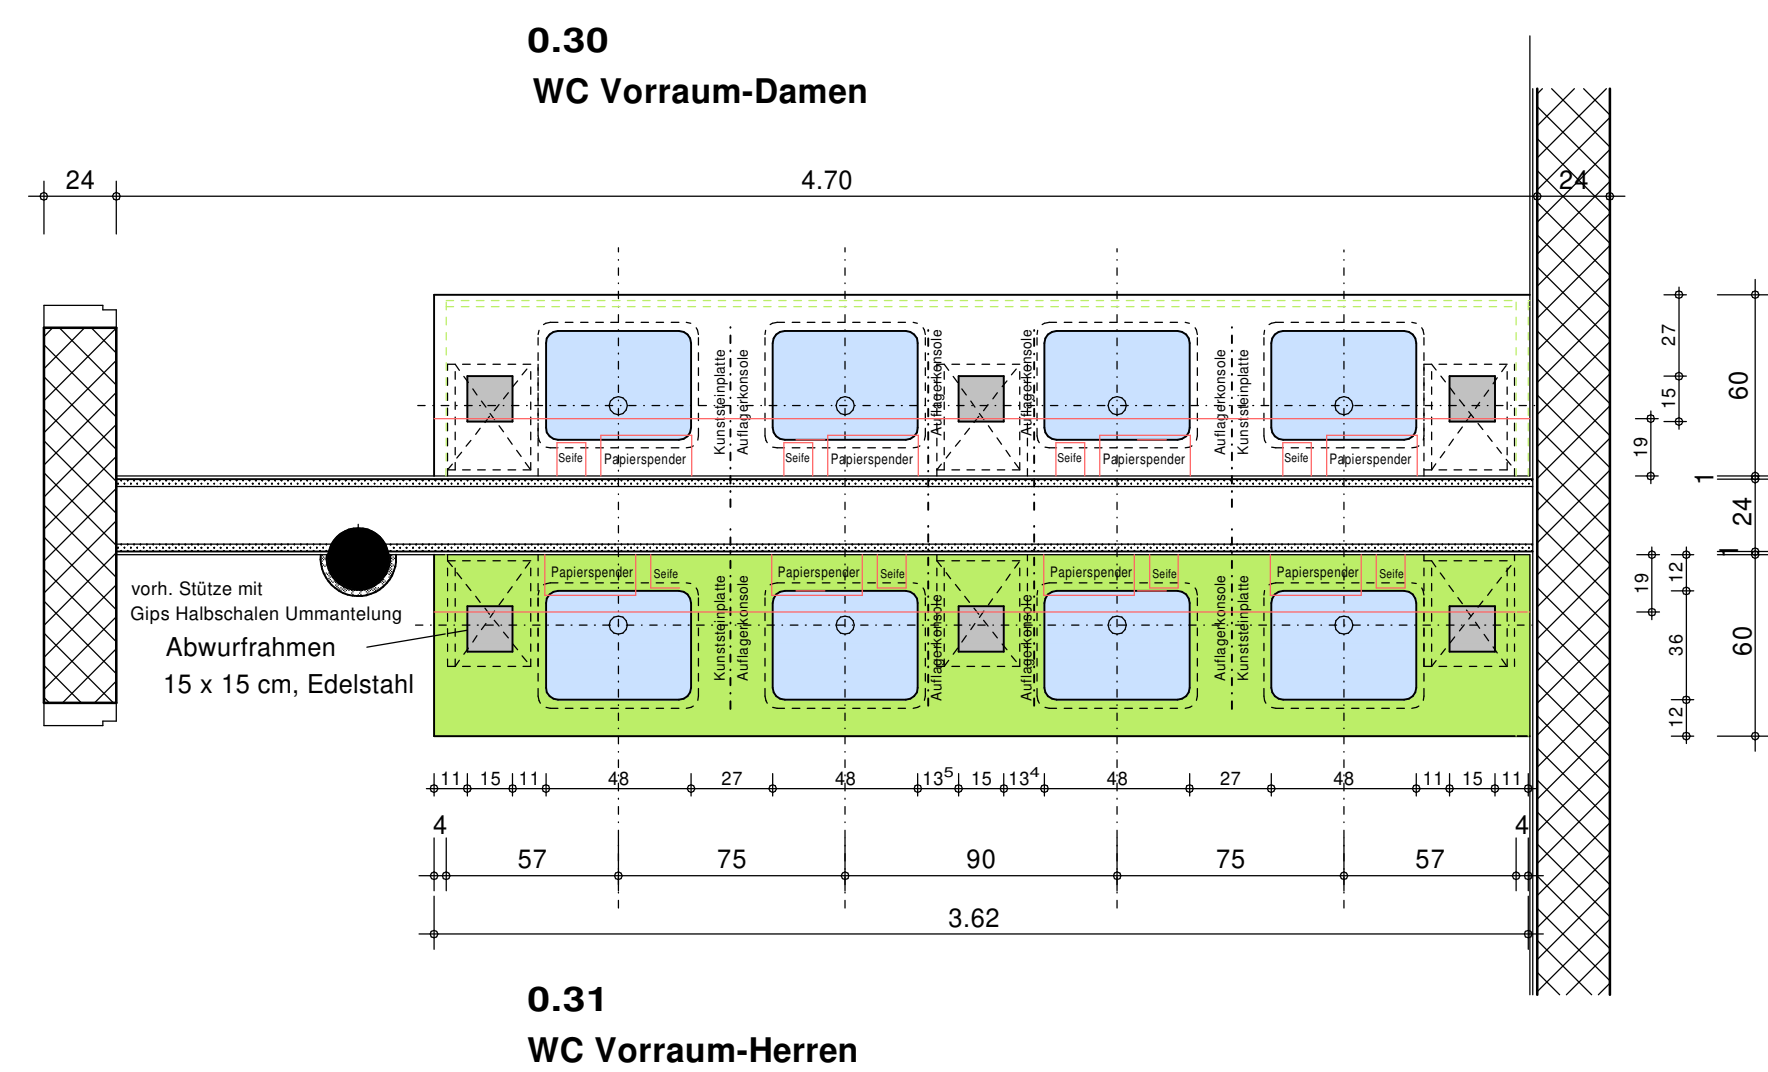 0.30
WC Vorraum-Damen
24
4.70
24
Kunststeinplatte
Auflagerkonsole
Auflagerkonsole
Auflagerkonsole
Auflagerkonsole
Kunststeinplatte
Seife
Papierspender
Seife
Papierspender
Seife
Papierspender
Seife
Papierspender
27
15
19
60
1
24
1
Papierspender
Seife
Papierspender
Seife
Papierspender
Seife
Papierspender
Seife
Kunststeinplatte
Auflagerkonsole
Auflagerkonsole
Auflagerkonsole
Auflagerkonsole
Kunststeinplatte
19
12
36
12
60
vorh. Stütze mit
Gips Halbschalen Ummantelung
Abwurfrahmen
15 x 15 cm, Edelstahl
11 15 11 48 27 48 13⁵ 15 13⁴ 48 27 48 11 15 11
4 57 75 90 75 57 4
3.62
0.31
WC Vorraum-Herren